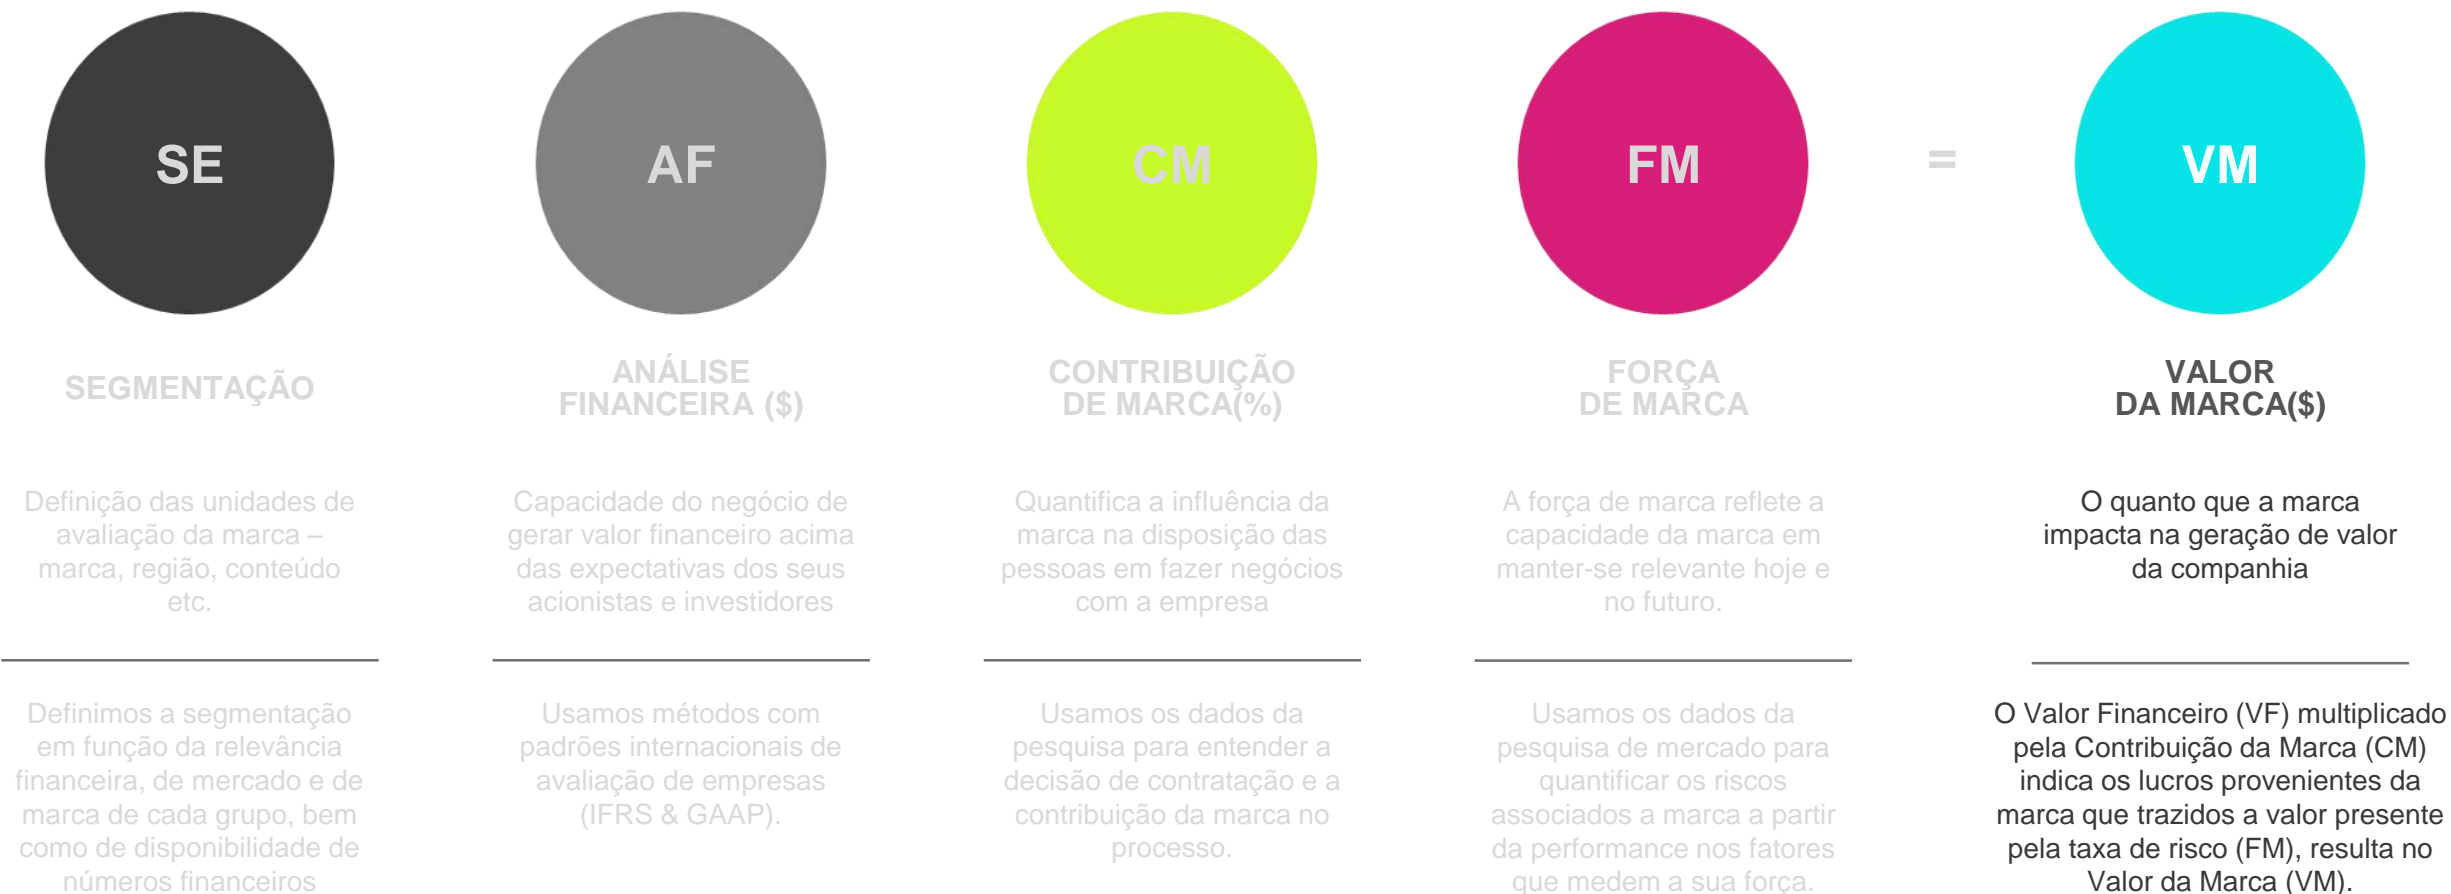 SE
AF
CM
FM
=
VM
SEGMENTAÇÃO
ANÁLISE
FINANCEIRA ($)
CONTRIBUIÇÃO
DE MARCA(%)
FORÇA
DE MARCA
VALOR
DA MARCA($)
Definição das unidades de
avaliação da marca –
marca, região, conteúdo
etc.
Capacidade do negócio de
gerar valor financeiro acima
das expectativas dos seus
acionistas e investidores
Quantifica a influência da
marca na disposição das
pessoas em fazer negócios
com a empresa
A força de marca reflete a
capacidade da marca em
manter-se relevante hoje e
no futuro.
O quanto que a marca
impacta na geração de valor
da companhia
Definimos a segmentação
em função da relevância
financeira, de mercado e de
marca de cada grupo, bem
como de disponibilidade de
números financeiros
Usamos métodos com
padrões internacionais de
avaliação de empresas
(IFRS & GAAP).
Usamos os dados da
pesquisa para entender a
decisão de contratação e a
contribuição da marca no
processo.
Usamos os dados da
pesquisa de mercado para
quantificar os riscos
associados a marca a partir
da performance nos fatores
que medem a sua força.
O Valor Financeiro (VF) multiplicado
pela Contribuição da Marca (CM)
indica os lucros provenientes da
marca que trazidos a valor presente
pela taxa de risco (FM), resulta no
Valor da Marca (VM).